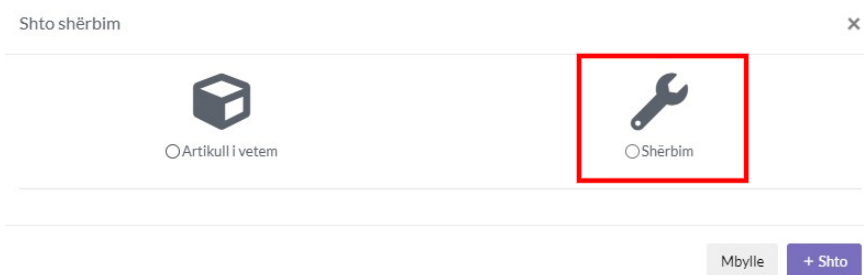 Shto shërbim ×
Artikull i vetem
Shërbim
Mbylle
+ Shto